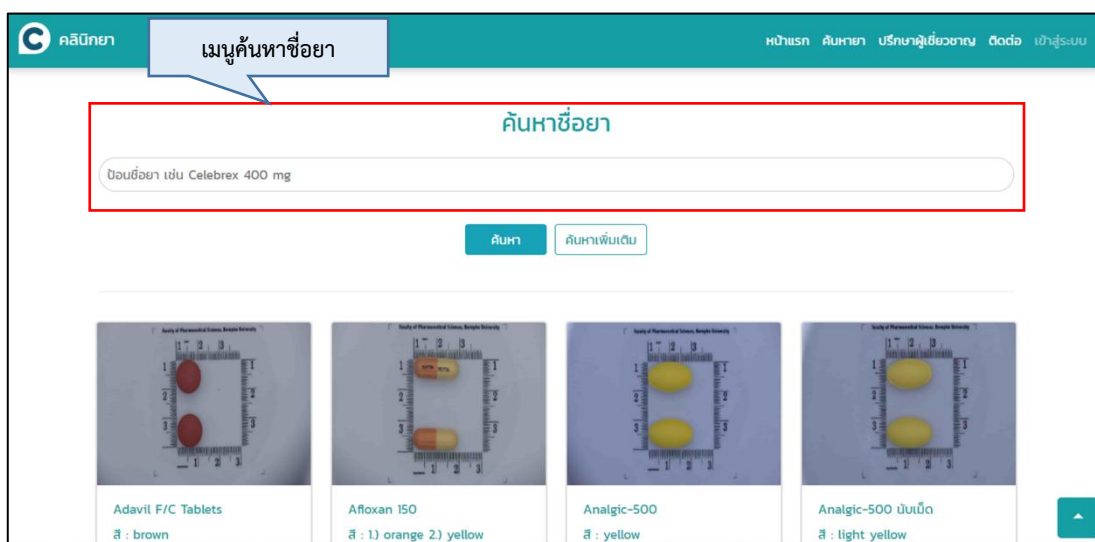 คลินิกยา
หน้าแรก ค้นหายา ปรึกษาผู้เชี่ยวชาญ ติดต่อ เข้าสู่ระบบ
เมนูค้นหาชื่อยา
ค้นหาชื่อยา
ป้อนชื่อยา เช่น Celebrex 400 mg
ค้นหา
ค้นหาเพิ่มเติม
Adavil F/C Tablets
สี : brown
Afloxan 150
สี : 1.) orange 2.) yellow
Analgic-500
สี : yellow
Analgic-500 นับเม็ด
สี : light yellow